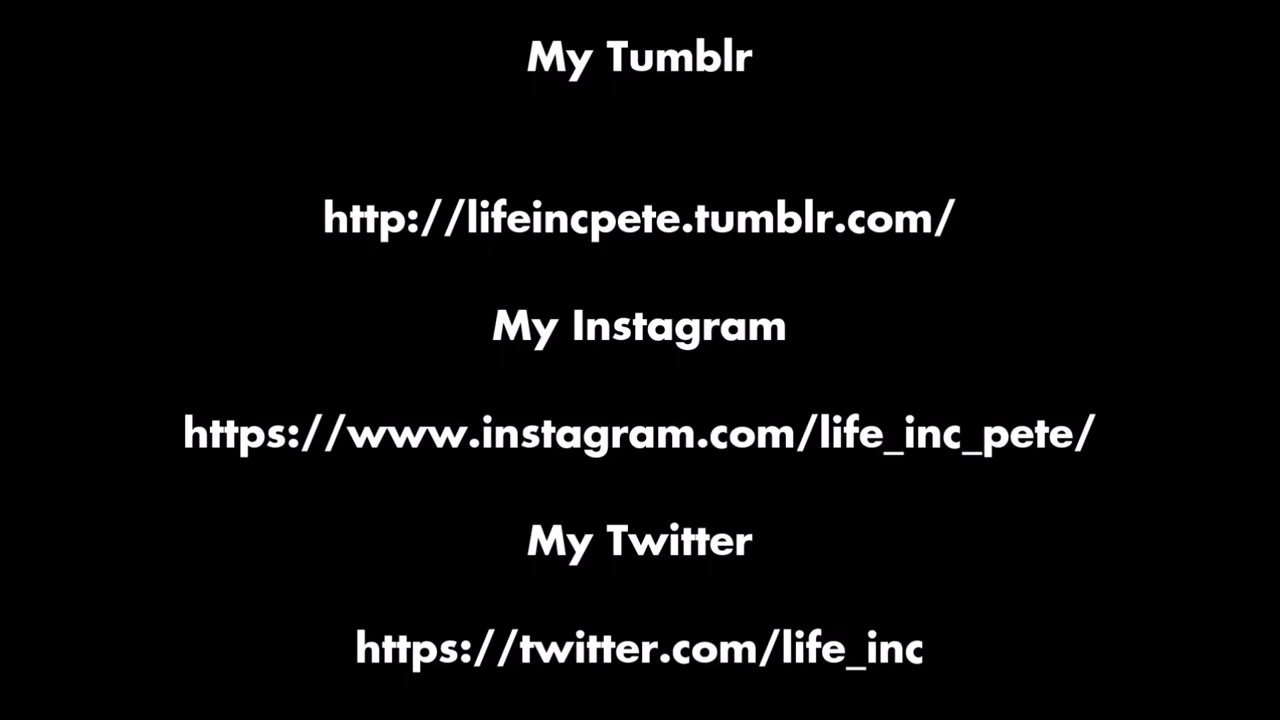 My Tumblr
http://lifeincpete.tumblr.com/
My Instagram
https://www.instagram.com/life_inc_pete/
My Twitter
https://twitter.com/life_inc